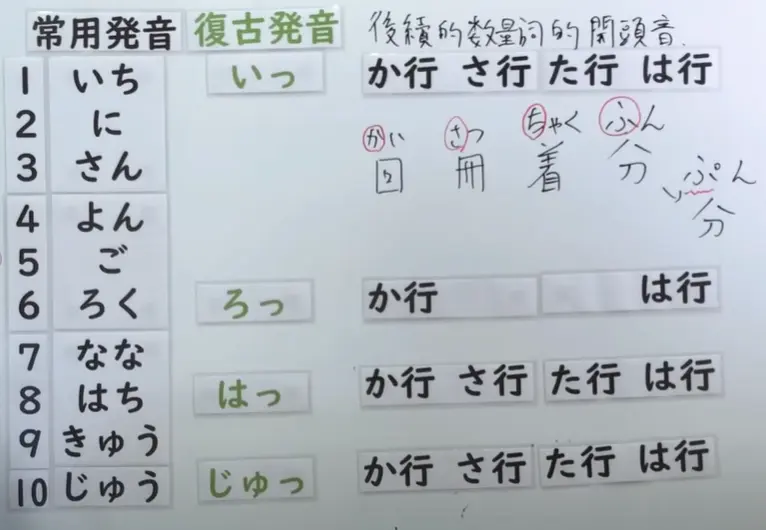 常用発音 復古発音 後續的数量詞的開頭音
1 いち いっ か行 さ行 た行 は行
2 に かい さつ ちゃく ふん
3 さん 回 冊 着 分 ぷん
4 よん 分
5 ご
6 ろく ろっ か行 は行
7 なな
8 はち はっ か行 さ行 た行 は行
9 きゅう
10 じゅう じゅっ か行 さ行 た行 は行